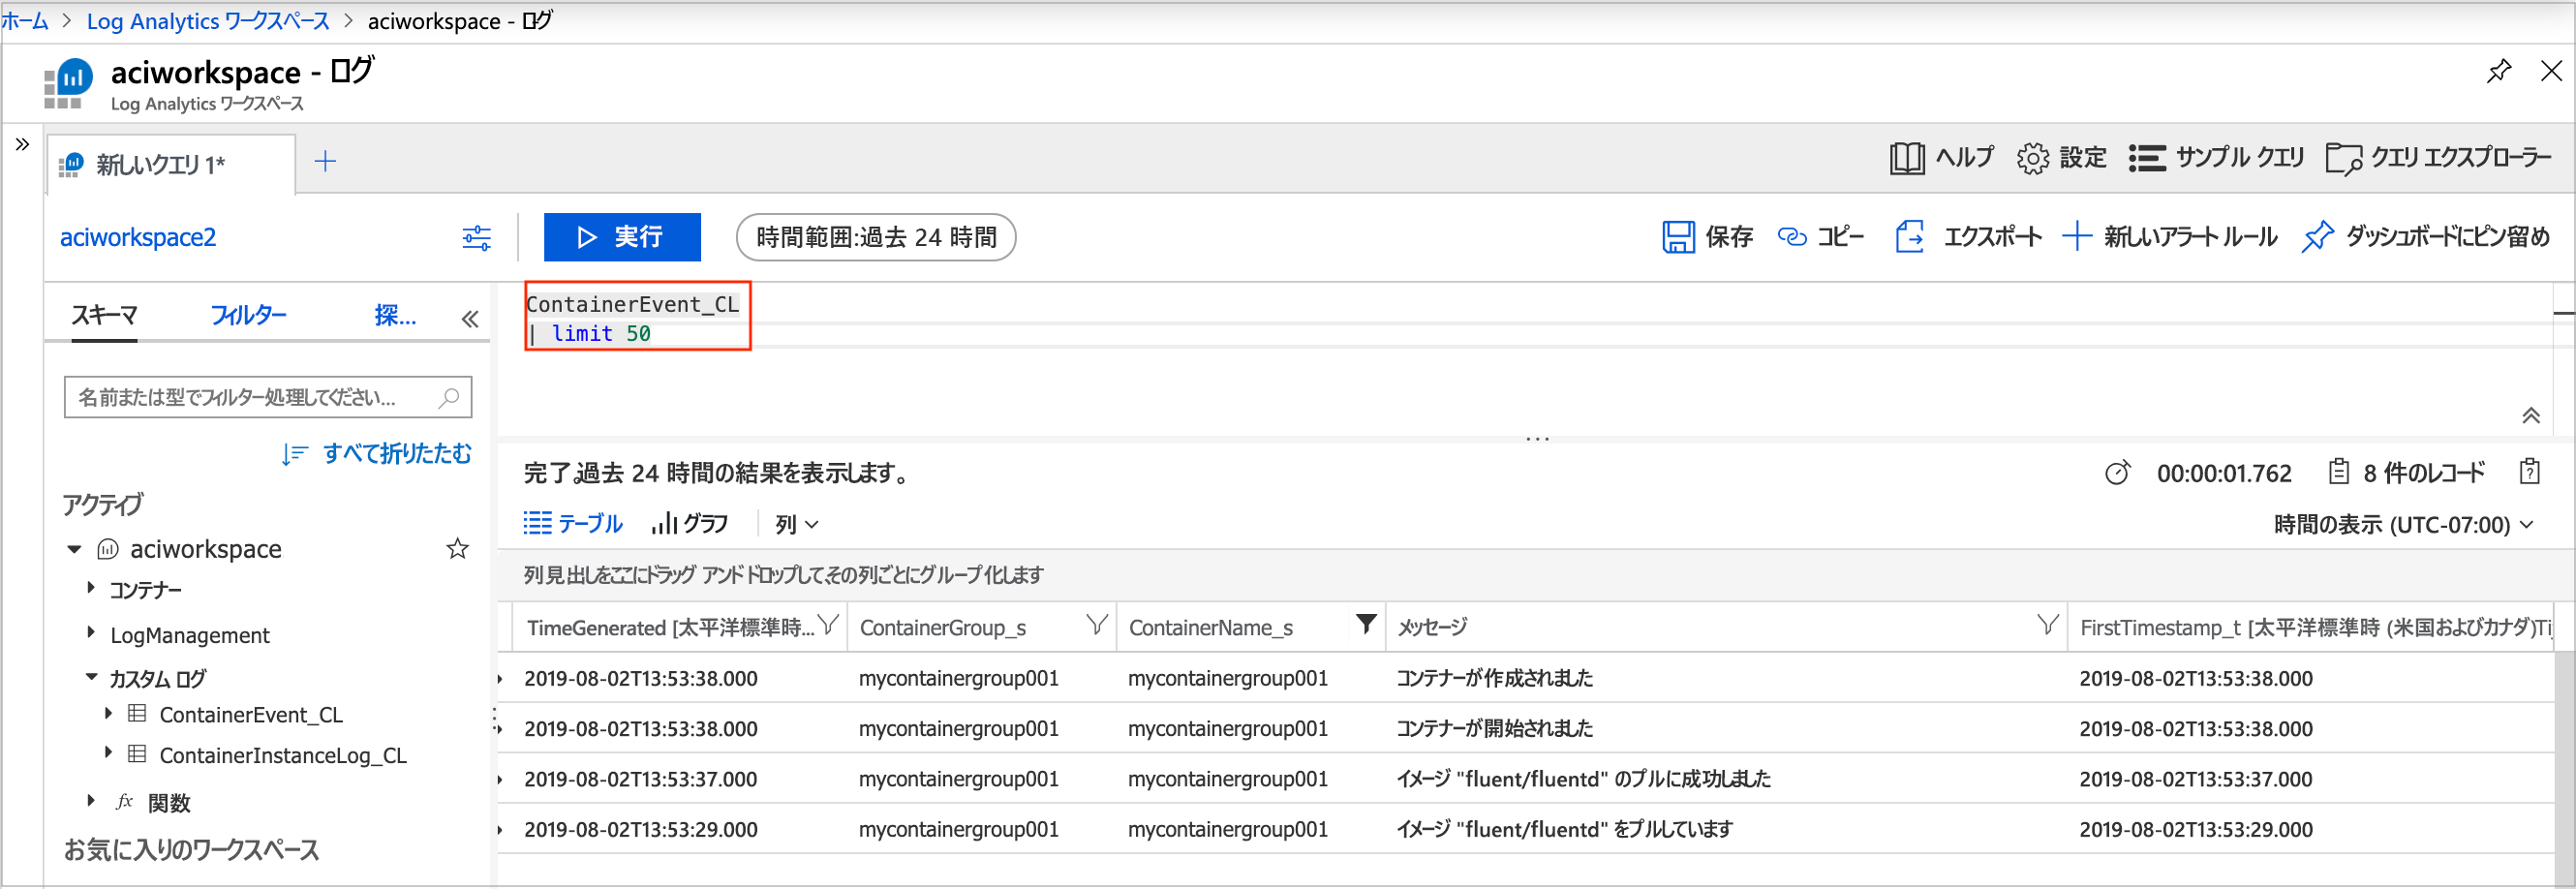 ホーム > Log Analytics ワークスペース > aciworkspace - ログ
aciworkspace - ログ
Log Analytics ワークスペース
新しいクエリ 1*
ヘルプ 設定 サンプル クエリ クエリ エクスプローラー
aciworkspace2
実行
時間範囲:過去 24 時間
保存 コピー エクスポート 新しいアラート ルール ダッシュボードにピン留め
スキーマ フィルター 探...
ContainerEvent_CL
| limit 50
名前または型でフィルター処理してください...
すべて折りたたむ
アクティブ
aciworkspace
コンテナー
LogManagement
カスタム ログ
ContainerEvent_CL
ContainerInstanceLog_CL
fx 関数
お気に入りのワークスペース
完了。過去 24 時間の結果を表示します。
00:00:01.762 8 件のレコード
テーブル グラフ 列
時間の表示 (UTC-07:00)
列見出しをここにドラッグ アンド ドロップして、その列ごとにグループ化します
TimeGenerated [太平洋標準時... ContainerGroup_s ContainerName_s メッセージ FirstTimestamp_t [太平洋標準時 (米国およびカナダ)Tij
2019-08-02T13:53:38.000 mycontainergroup001 mycontainergroup001 コンテナーが作成されました 2019-08-02T13:53:38.000
2019-08-02T13:53:38.000 mycontainergroup001 mycontainergroup001 コンテナーが開始されました 2019-08-02T13:53:38.000
2019-08-02T13:53:37.000 mycontainergroup001 mycontainergroup001 イメージ "fluent/fluentd" のプルに成功しました 2019-08-02T13:53:37.000
2019-08-02T13:53:29.000 mycontainergroup001 mycontainergroup001 イメージ "fluent/fluentd" をプルしています 2019-08-02T13:53:29.000